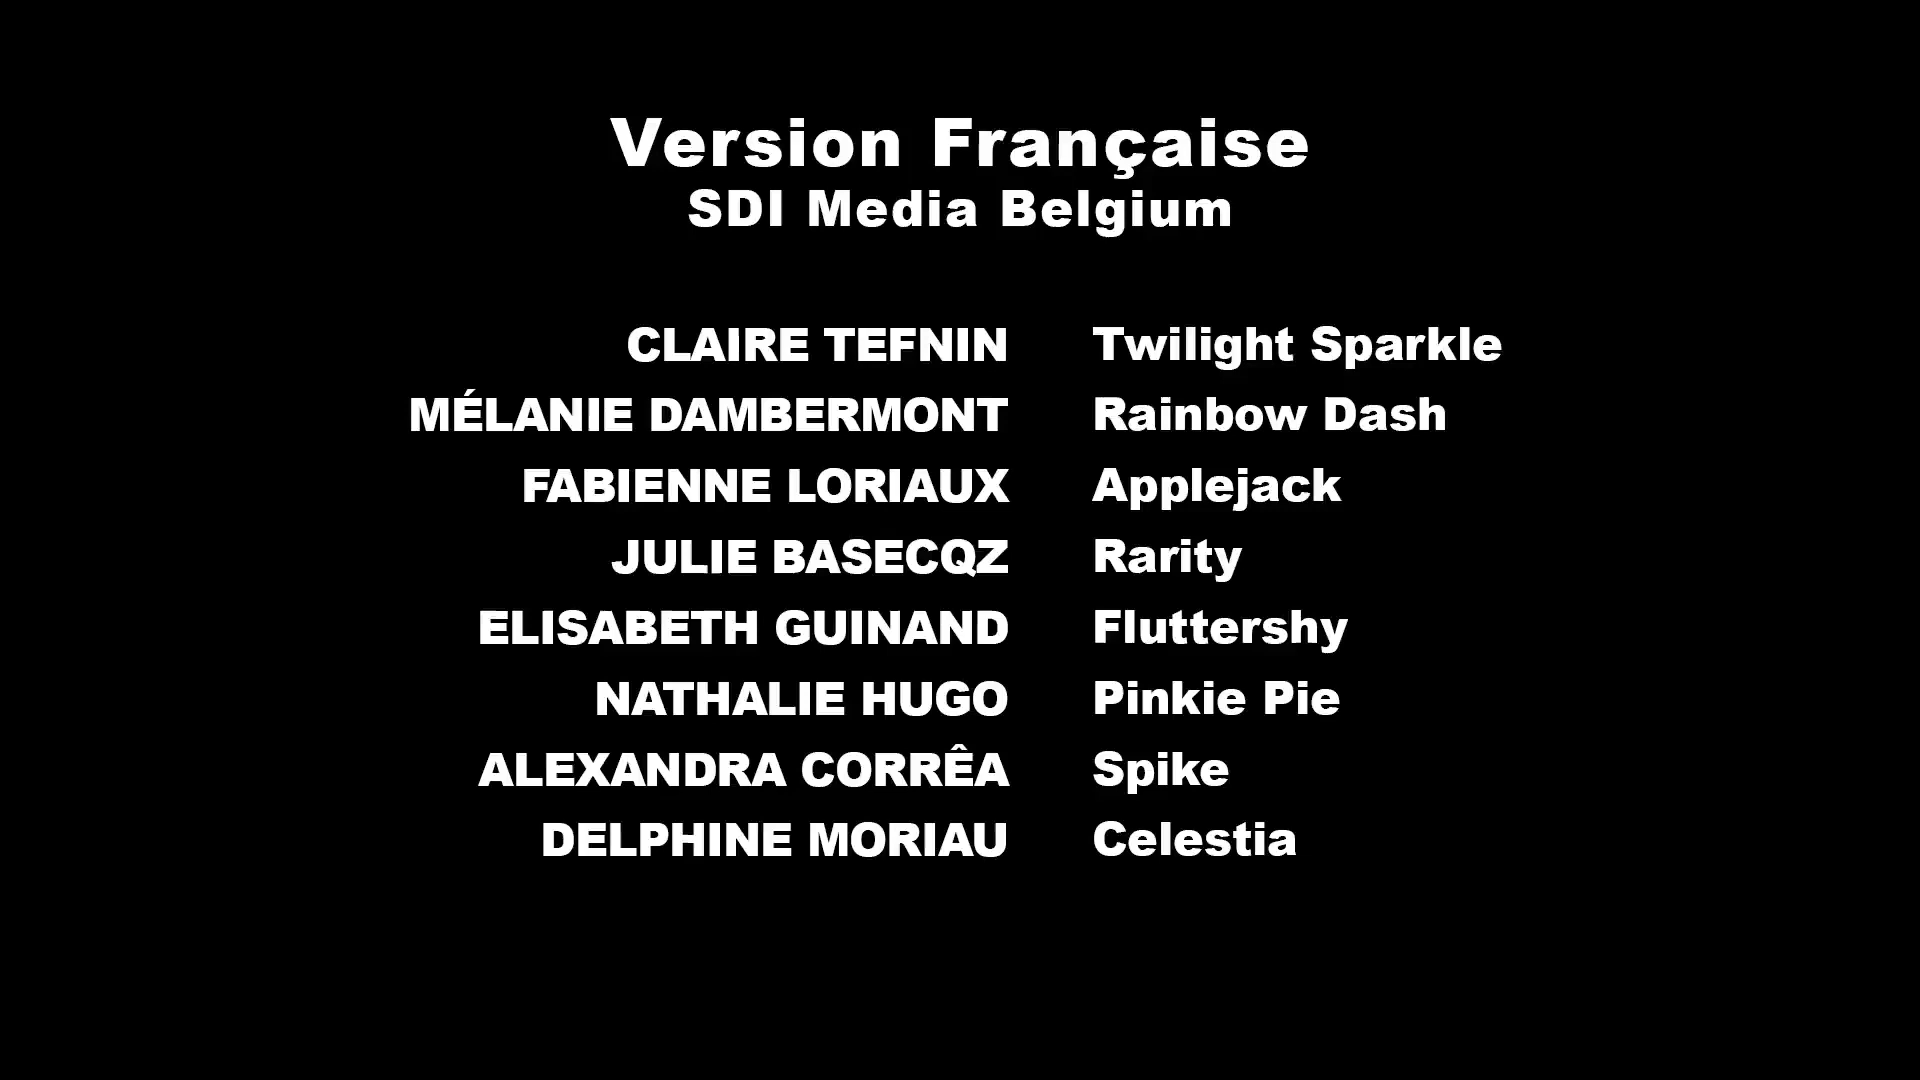 Version Française
SDI Media Belgium
CLAIRE TEFNIN Twilight Sparkle
MÉLANIE DAMBERMONT Rainbow Dash
FABIENNE LORIAUX Applejack
JULIE BASECQZ Rarity
ELISABETH GUINAND Fluttershy
NATHALIE HUGO Pinkie Pie
ALEXANDRA CORRÊA Spike
DELPHINE MORIAU Celestia